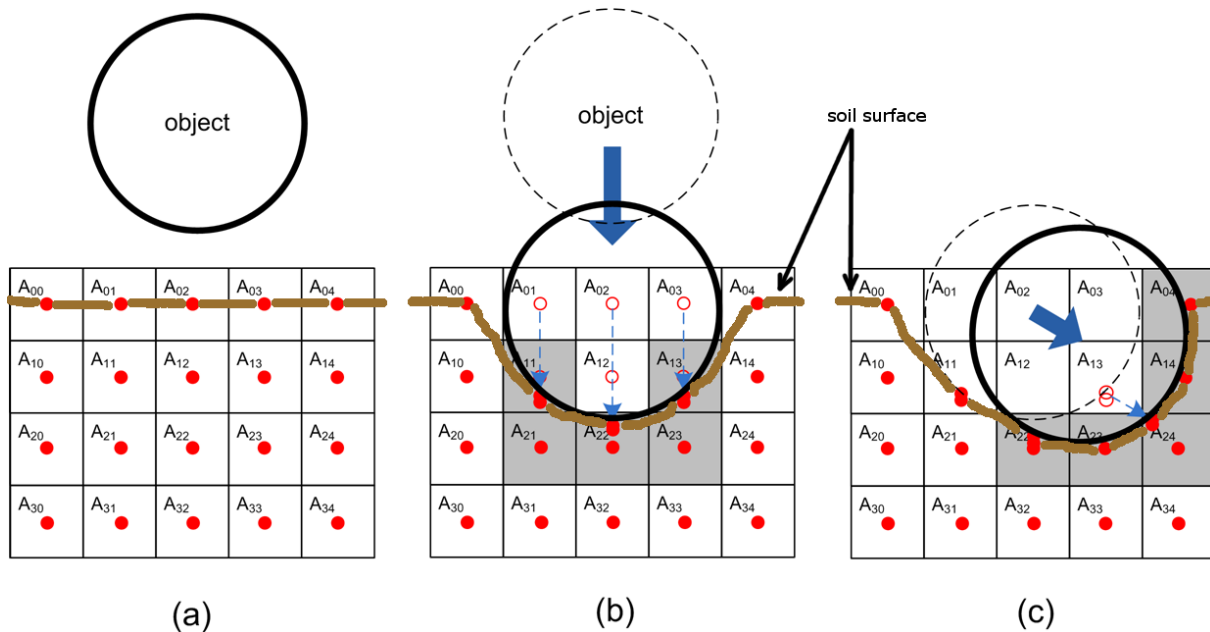 object
object
soil surface
A00 A01 A02 A03 A04
A10 A11 A12 A13 A14
A20 A21 A22 A23 A24
A30 A31 A32 A33 A34
A00 A01 A02 A03 A04
A10 A11 A12 A13 A14
A20 A21 A22 A23 A24
A30 A31 A32 A33 A34
A00 A01 A02 A03 A04
A10 A11 A12 A13 A14
A20 A21 A22 A23 A24
A30 A31 A32 A33 A34
(a) (b) (c)